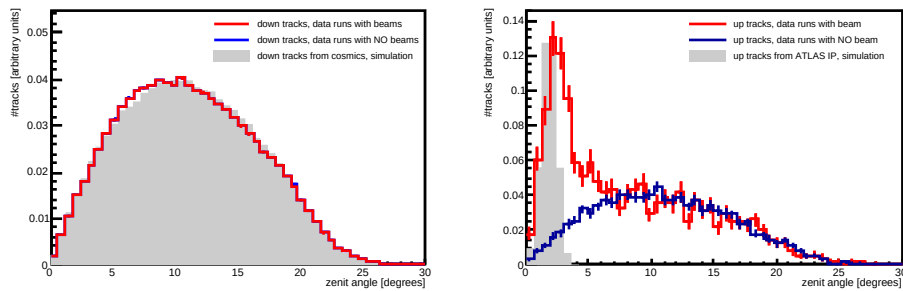 #tracks [arbitrary units]
0.05
0.04
0.03
0.02
0.01
0
down tracks, data runs with beams
down tracks, data runs with NO beams
down tracks from cosmics, simulation
0 5 10 15 20 25 30
zenit angle [degrees]
#tracks [arbitrary units]
0.14
0.12
0.10
0.08
0.06
0.04
0.02
0
up tracks, data runs with beam
up tracks, data runs with NO beam
up tracks from ATLAS IP, simulation
0 5 10 15 20 25 30
zenit angle [degrees]